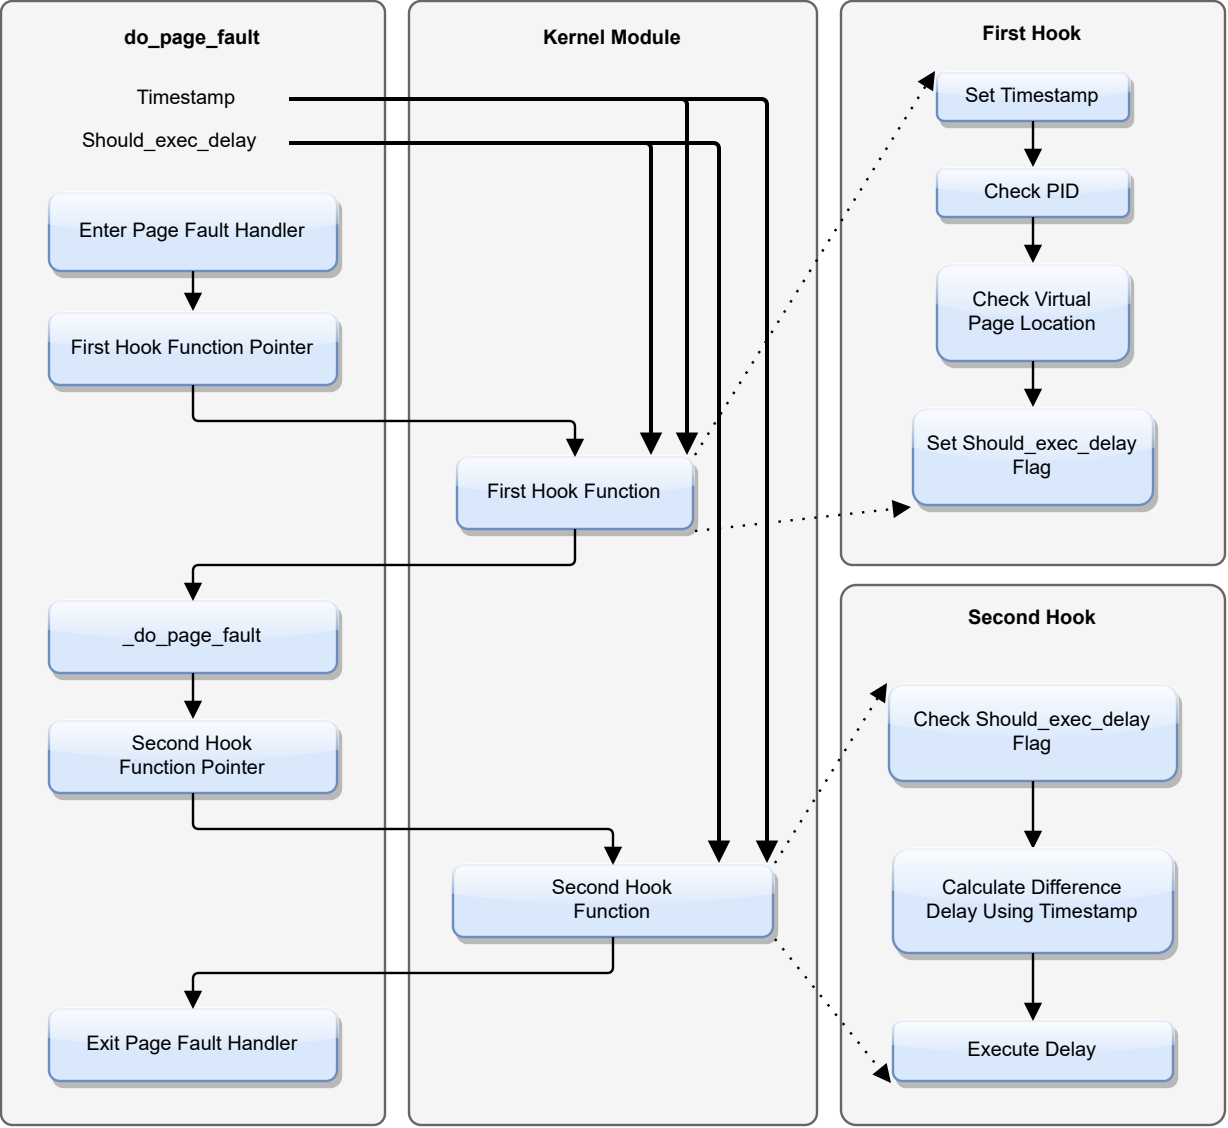 do_page_fault
Timestamp
Should_exec_delay
Enter Page Fault Handler
First Hook Function Pointer
_do_page_fault
Second Hook
Function Pointer
Exit Page Fault Handler
Kernel Module
First Hook Function
Second Hook
Function
First Hook
Set Timestamp
Check PID
Check Virtual
Page Location
Set Should_exec_delay
Flag
Second Hook
Check Should_exec_delay
Flag
Calculate Difference
Delay Using Timestamp
Execute Delay